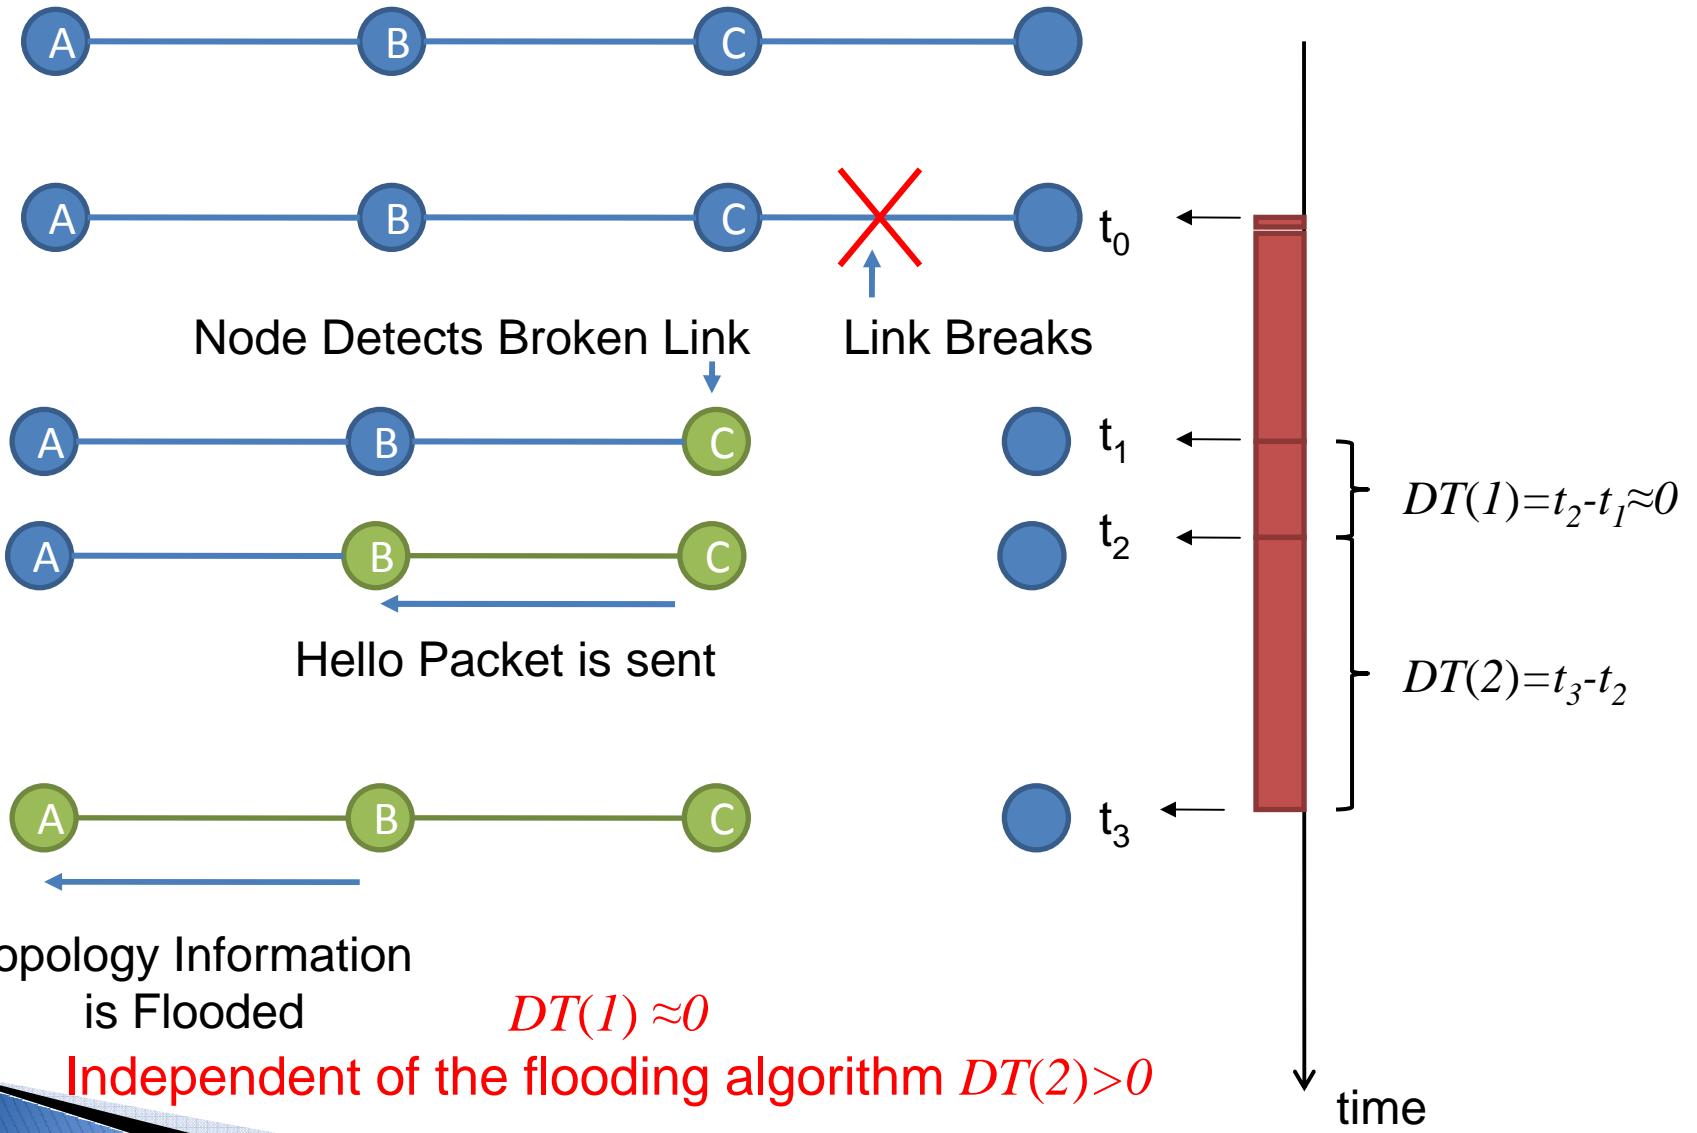 A B C
A B C t0
Node Detects Broken Link Link Breaks
A B C t1
DT(1)=t2-t1≈0
A B C t2
Hello Packet is sent
DT(2)=t3-t2
A B C t3
opology Information
is Flooded DT(1) ≈0
Independent of the flooding algorithm DT(2)>0
time